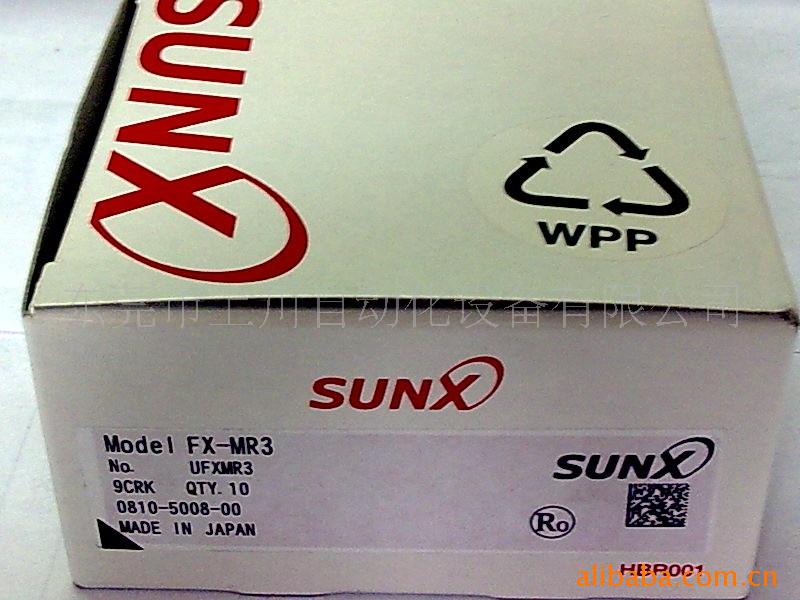 SUNX
WPP
东莞市工川自动化设备有限公司
SUNX
Model FX-MR3
No. UFXMR3
9CRK QTY. 10
0810-5008-00
MADE IN JAPAN
SUNX
Ro
HBR001
alibaba.com.cn